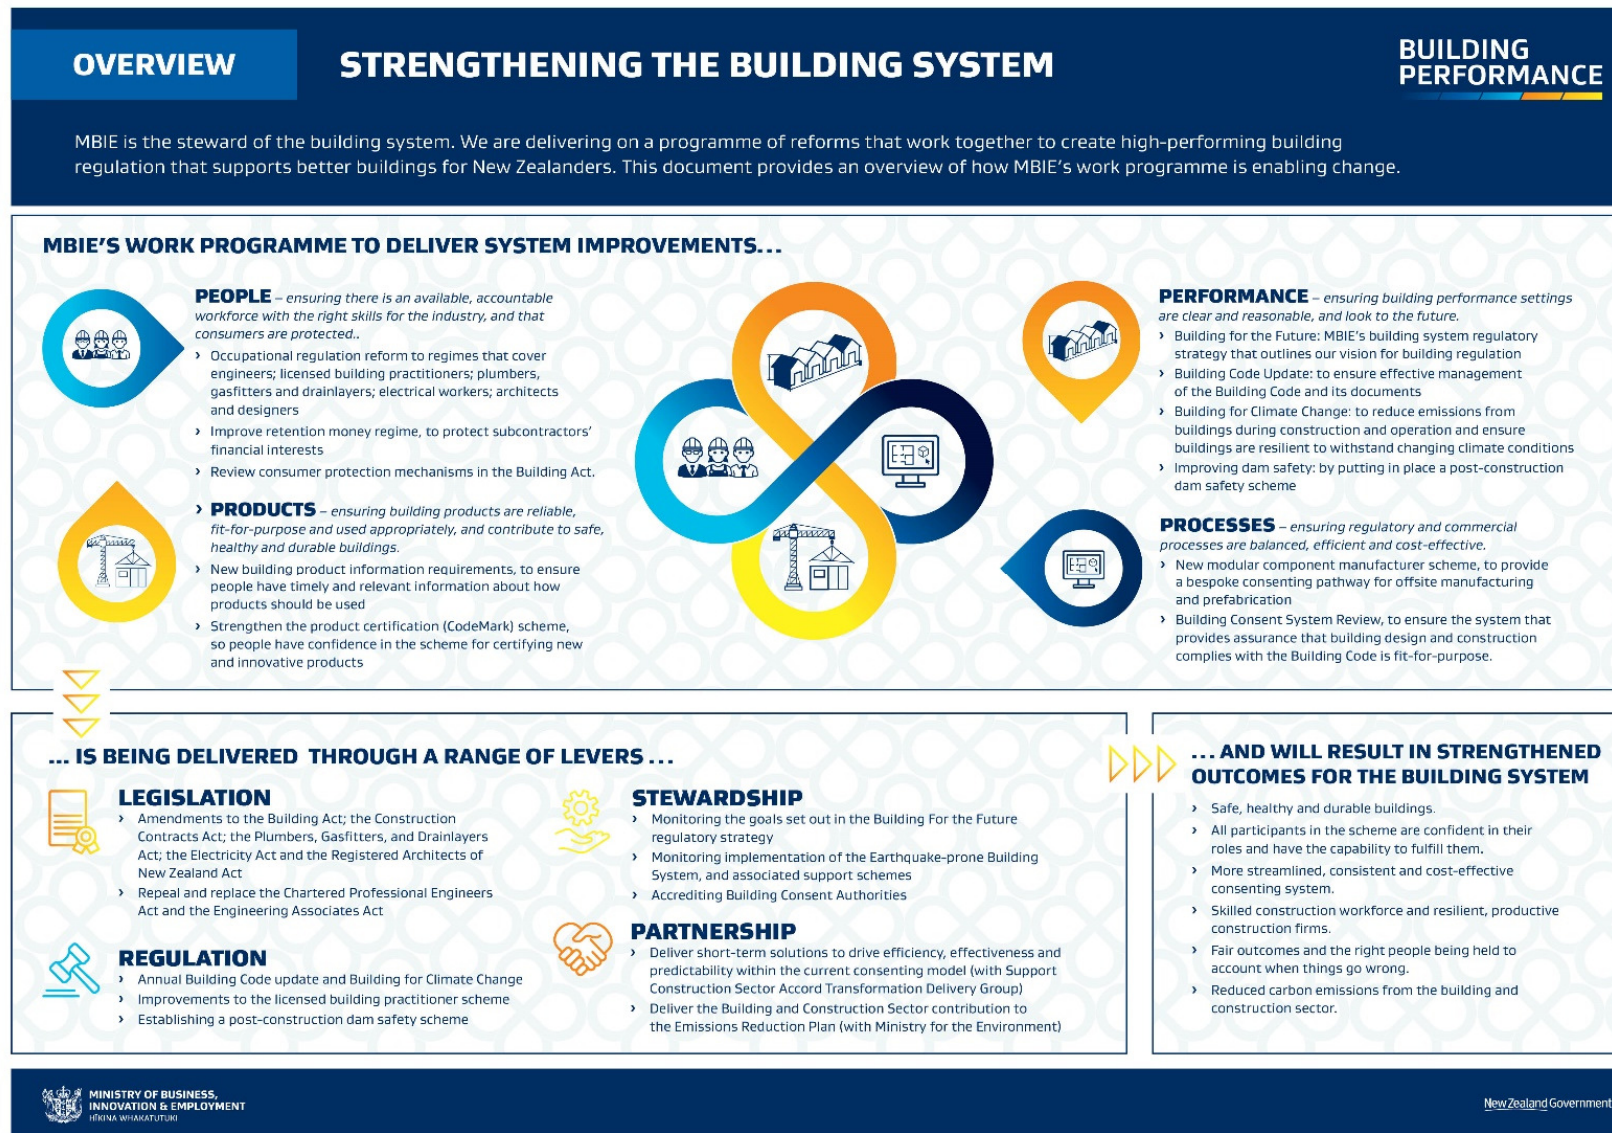 OVERVIEW
STRENGTHENING THE BUILDING SYSTEM
BUILDING
PERFORMANCE
MBIE is the steward of the building system. We are delivering on a programme of reforms that work together to create high-performing building
regulation that supports better buildings for New Zealanders. This document provides an overview of how MBIE's work programme is enabling change.
MBIE'S WORK PROGRAMME TO DELIVER SYSTEM IMPROVEMENTS...
PEOPLE – ensuring there is an available, accountable
workforce with the right skills for the industry, and that
consumers are protected..
› Occupational regulation reform to regimes that cover
engineers; licensed building practitioners; plumbers,
gasfitters and drainlayers; electrical workers; architects
and designers
› Improve retention money regime, to protect subcontractors'
financial interests
› Review consumer protection mechanisms in the Building Act.
› PRODUCTS – ensuring building products are reliable,
fit-for-purpose and used appropriately, and contribute to safe,
healthy and durable buildings.
› New building product information requirements, to ensure
people have timely and relevant information about how
products should be used
› Strengthen the product certification (CodeMark) scheme,
so people have confidence in the scheme for certifying new
and innovative products
PERFORMANCE – ensuring building performance settings
are clear and reasonable, and look to the future.
› Building for the Future: MBIE's building system regulatory
strategy that outlines our vision for building regulation
› Building Code Update: to ensure effective management
of the Building Code and its documents
› Building for Climate Change: to reduce emissions from
buildings during construction and operation and ensure
buildings are resilient to withstand changing climate conditions
› Improving dam safety: by putting in place a post-construction
dam safety scheme
PROCESSES – ensuring regulatory and commercial
processes are balanced, efficient and cost-effective.
› New modular component manufacturer scheme, to provide
a bespoke consenting pathway for offsite manufacturing
and prefabrication
› Building Consent System Review, to ensure the system that
provides assurance that building design and construction
complies with the Building Code is fit-for-purpose.
... IS BEING DELIVERED THROUGH A RANGE OF LEVERS ...
LEGISLATION
› Amendments to the Building Act; the Construction
Contracts Act; the Plumbers, Gasfitters, and Drainlayers
Act; the Electricity Act and the Registered Architects of
New Zealand Act
› Repeal and replace the Chartered Professional Engineers
Act and the Engineering Associates Act
REGULATION
› Annual Building Code update and Building for Climate Change
› Improvements to the licensed building practitioner scheme
› Establishing a post-construction dam safety scheme
STEWARDSHIP
› Monitoring the goals set out in the Building For the Future
regulatory strategy
› Monitoring implementation of the Earthquake-prone Building
System, and associated support schemes
› Accrediting Building Consent Authorities
PARTNERSHIP
› Deliver short-term solutions to drive efficiency, effectiveness and
predictability within the current consenting model (with Support
Construction Sector Accord Transformation Delivery Group)
› Deliver the Building and Construction Sector contribution to
the Emissions Reduction Plan (with Ministry for the Environment)
... AND WILL RESULT IN STRENGTHENED
OUTCOMES FOR THE BUILDING SYSTEM
› Safe, healthy and durable buildings.
› All participants in the scheme are confident in their
roles and have the capability to fulfill them.
› More streamlined, consistent and cost-effective
consenting system.
› Skilled construction workforce and resilient, productive
construction firms.
› Fair outcomes and the right people being held to
account when things go wrong.
› Reduced carbon emissions from the building and
construction sector.
MINISTRY OF BUSINESS,
INNOVATION & EMPLOYMENT
HĪKINA WHAKATUTUKI
New Zealand Government